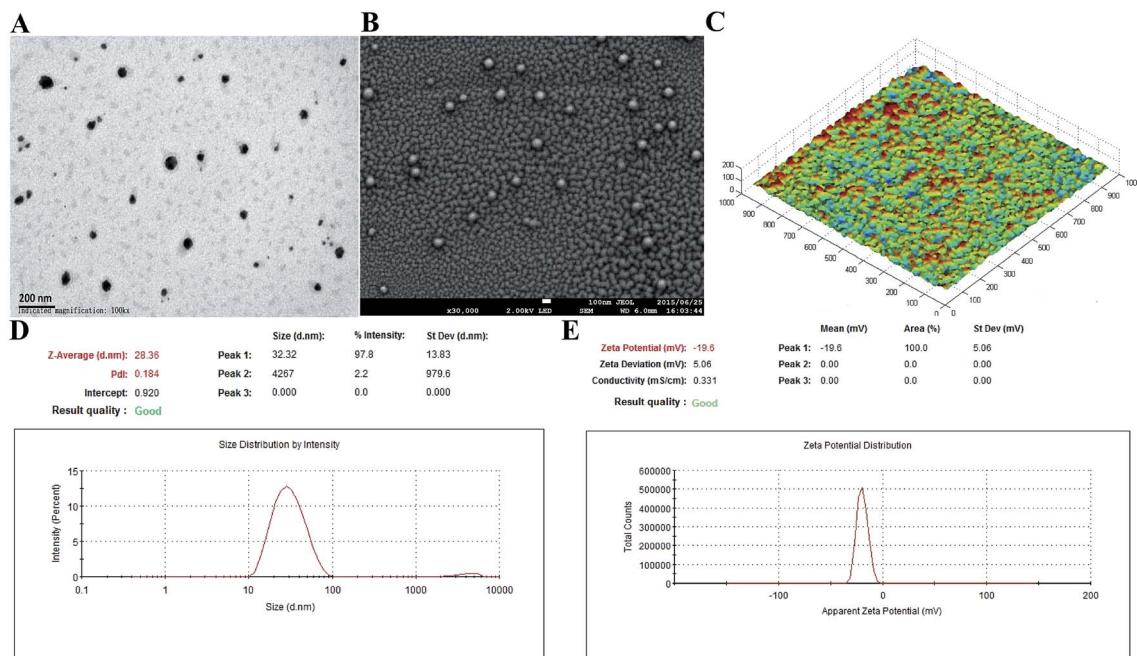 A
B
C
200 nm
Indicated magnification: 100kx
100nm JEOL 2015/06/25
x30,000 2.00kV LED SEM WD 6.0mm 16:03:44
200
100
0
1000
900
800
700
600
500
400
300
200
100
0
0
100
200
300
400
500
600
700
800
900
100
D
Size (d.nm): % Intensity: St Dev (d.nm):
Z-Average (d.nm): 28.36 Peak 1: 32.32 97.8 13.83
PdI: 0.184 Peak 2: 4267 2.2 979.6
Intercept: 0.920 Peak 3: 0.000 0.0 0.000
Result quality : Good
Size Distribution by Intensity
Intensity (Percent)
15
10
5
0
0.1 1 10 100 1000 10000
Size (d.nm)
E
Mean (mV) Area (%) St Dev (mV)
Zeta Potential (mV): -19.6 Peak 1: -19.6 100.0 5.06
Zeta Deviation (mV): 5.06 Peak 2: 0.00 0.0 0.00
Conductivity (mS/cm): 0.331 Peak 3: 0.00 0.0 0.00
Result quality : Good
Zeta Potential Distribution
Total Counts
600000
500000
400000
300000
200000
100000
0
-100 0 100 200
Apparent Zeta Potential (mV)